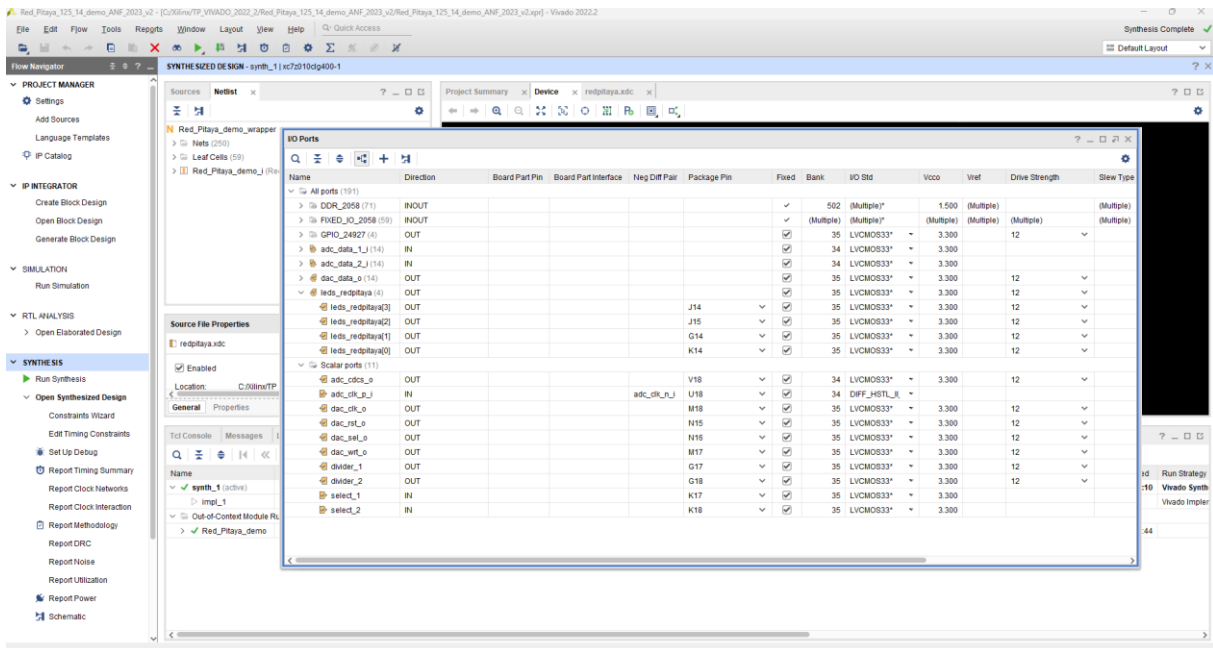 Red_Pitaya_125_14_demo_ANF_2023_v2 - [C:/Xilinx/TP_VIVADO_2022_2/Red_Pitaya_125_14_demo_ANF_2023_v2/Red_Pitaya_125_14_demo_ANF_2023_v2.xpr] - Vivado 2022.2
File Edit Flow Tools Reports Window Layout View Help Quick Access Synthesis Complete
Default Layout
Flow Navigator
SYNTHESIZED DESIGN - synth_1 | xc7z010clg400-1
PROJECT MANAGER
Settings
Add Sources
Language Templates
IP Catalog
IP INTEGRATOR
Create Block Design
Open Block Design
Generate Block Design
SIMULATION
Run Simulation
RTL ANALYSIS
Open Elaborated Design
SYNTHESIS
Run Synthesis
Open Synthesized Design
Constraints Wizard
Edit Timing Constraints
Set Up Debug
Report Timing Summary
Report Clock Networks
Report Clock Interaction
Report Methodology
Report DRC
Report Noise
Report Utilization
Report Power
Schematic
Sources Netlist
Red_Pitaya_demo_wrapper
Nets (250)
Leaf Cells (59)
Red_Pitaya_demo_i (Re
Source File Properties
redpitaya.xdc
Enabled
Location: C:/Xilinx/TP
General Properties
Project Summary Device redpitaya.xdc
I/O Ports
Name Direction Board Part Pin Board Part Interface Neg Diff Pair Package Pin Fixed Bank I/O Std Vcco Vref Drive Strength Slew Type
All ports (191)
DDR_2058 (71) INOUT 502 (Multiple)* 1.500 (Multiple) (Multiple)
FIXED_IO_2058 (59) INOUT (Multiple) (Multiple)* (Multiple) (Multiple) (Multiple) (Multiple)
GPIO_24927 (4) OUT 35 LVCMOS33* 3.300 12
adc_data_1_i (14) IN 34 LVCMOS33* 3.300
adc_data_2_i (14) IN 34 LVCMOS33* 3.300
dac_data_o (14) OUT 35 LVCMOS33* 3.300 12
leds_redpitaya (4) OUT 35 LVCMOS33* 3.300 12
leds_redpitaya[3] OUT J14 35 LVCMOS33* 3.300 12
leds_redpitaya[2] OUT J15 35 LVCMOS33* 3.300 12
leds_redpitaya[1] OUT G14 35 LVCMOS33* 3.300 12
leds_redpitaya[0] OUT K14 35 LVCMOS33* 3.300 12
Scalar ports (11)
adc_cdcs_o OUT V18 34 LVCMOS33* 3.300 12
adc_clk_p_i IN adc_clk_n_i U18 34 DIFF_HSTL_II_
dac_clk_o OUT M18 35 LVCMOS33* 3.300 12
dac_rst_o OUT N15 35 LVCMOS33* 3.300 12
dac_sel_o OUT N16 35 LVCMOS33* 3.300 12
dac_wrt_o OUT M17 35 LVCMOS33* 3.300 12
divider_1 OUT G17 35 LVCMOS33* 3.300 12
divider_2 OUT G18 35 LVCMOS33* 3.300 12
select_1 IN K17 35 LVCMOS33* 3.300
select_2 IN K18 35 LVCMOS33* 3.300
Tcl Console Messages
Name
synth_1 (active)
impl_1
Out-of-Context Module Ru
Red_Pitaya_demo
ed Run Strategy
:10 Vivado Synth
Vivado Implen
:44